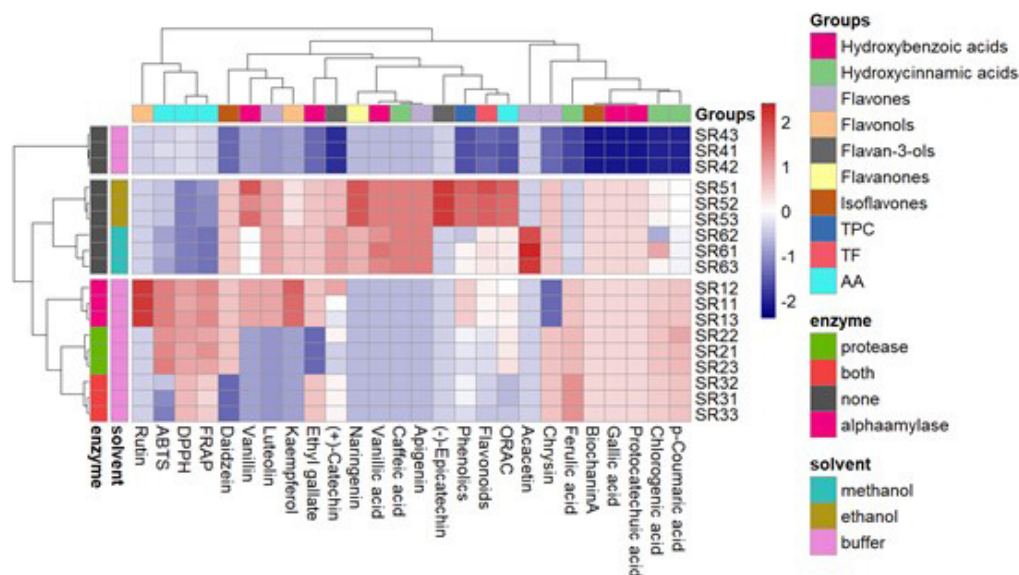 Groups
SR43
SR41
SR42
SR51
SR52
SR53
SR62
SR61
SR63
SR12
SR11
SR13
SR22
SR21
SR23
SR32
SR31
SR33
enzyme
solvent
Rutin
ABTS
DPPH
FRAP
Daidzein
Vanillin
Luteolin
Kaempferol
Ethyl gallate
(+)-Catechin
Naringenin
Vanillic acid
Caffeic acid
Apigenin
(-)-Epicatechin
Phenolics
Flavonoids
ORAC
Acacetin
Chrysin
Ferulic acid
BiochaninA
Gallic acid
Protocatechuic acid
Chlorogenic acid
p-Coumaric acid
2
1
0
-1
-2
Groups
Hydroxybenzoic acids
Hydroxycinnamic acids
Flavones
Flavonols
Flavan-3-ols
Flavanones
Isoflavones
TPC
TF
AA
enzyme
protease
both
none
alphaamylase
solvent
methanol
ethanol
buffer